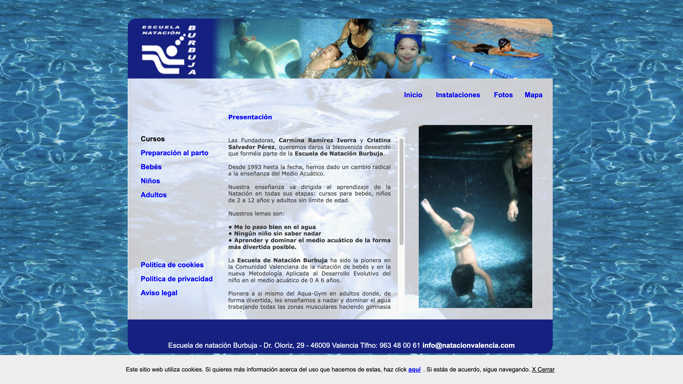 ESCUELA
NATACIÓN
BURBUJA
Inicio Instalaciones Fotos Mapa
Presentación
Cursos
Preparación al parto
Bebés
Niños
Adultos
Política de cookies
Política de privacidad
Aviso legal
Las Fundadoras, Carmina Ramírez Ivorra y Cristina
Salvador Pérez, queremos daros la bienvenida deseando
que forméis parte de la Escuela de Natación Burbuja.
Desde 1993 hasta la fecha, hemos dado un cambio radical
a la enseñanza del Medio Acuático.
Nuestra enseñanza va dirigida al aprendizaje de la
Natación en todas sus etapas: cursos para bebés, niños
de 2 a 12 años y adultos sin límite de edad.
Nuestros lemas son:
• Me lo paso bien en el agua
• Ningún niño sin saber nadar
• Aprender y dominar el medio acuático de la forma
más divertida posible.
La Escuela de Natación Burbuja ha sido la pionera en
la Comunidad Valenciana de la natación de bebés y en la
nueva Metodología Aplicada al Desarrollo Evolutivo del
niño en el medio acuático de 0 A 6 años.
Pionera a si mismo del Aqua-Gym en adultos donde, de
forma divertida, les enseñamos a nadar y dominar el agua
trabajando todas las zonas musculares haciendo gimnasia
Escuela de natación Burbuja - Dr. Oloriz, 29 - 46009 Valencia Tlfno: 963 48 00 61 info@natacionvalencia.com
Este sitio web utiliza cookies. Si quieres más información acerca del uso que hacemos de estas, haz click aquí . Si estás de acuerdo, sigue navegando. X Cerrar